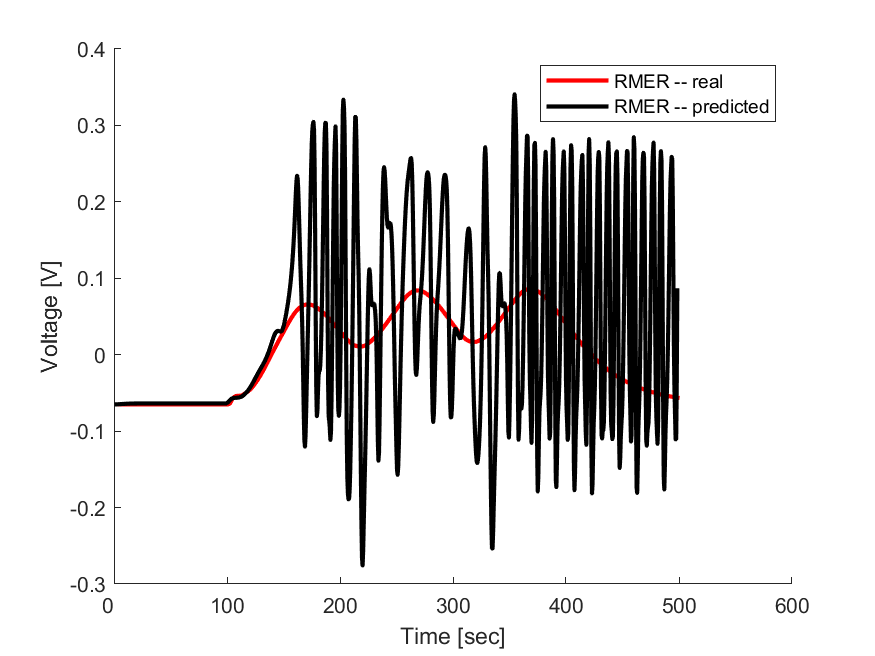 0.4
0.3
0.2
0.1
0
-0.1
-0.2
-0.3
0 100 200 300 400 500 600
Time [sec]
Voltage [V]
RMER -- real
RMER -- predicted